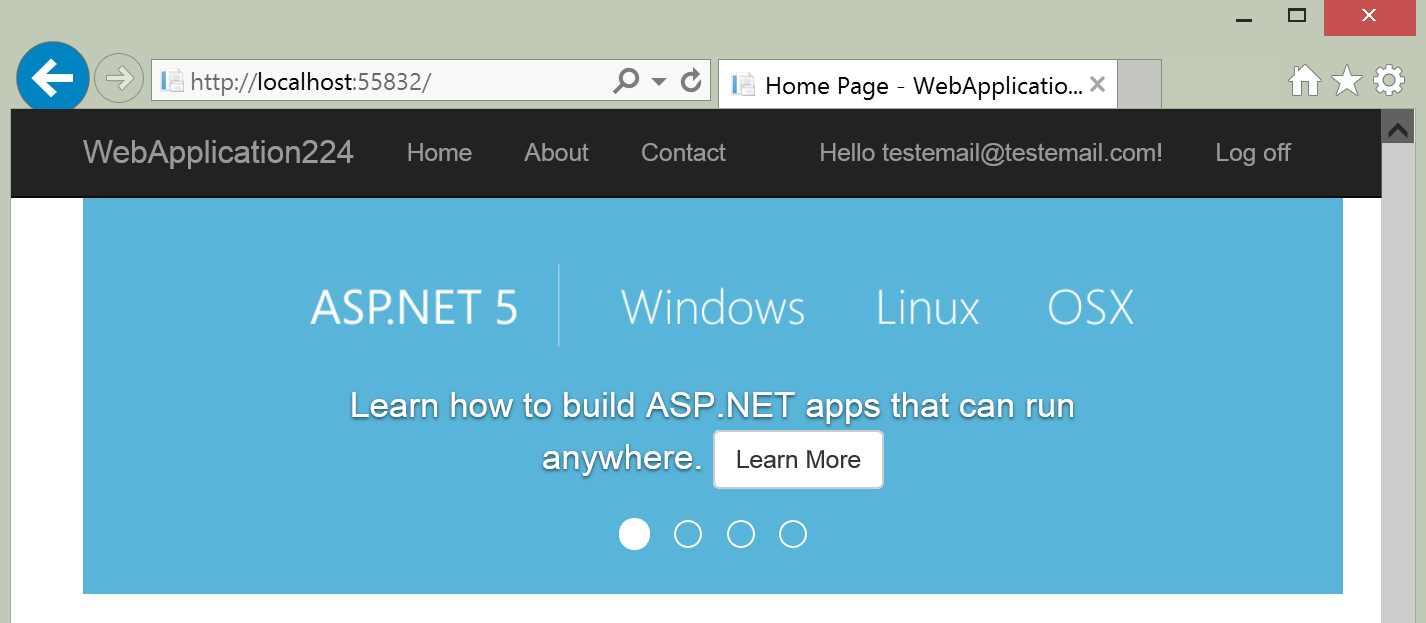 http://localhost:55832/
Home Page - WebApplicatio...
WebApplication224 Home About Contact Hello testemail@testemail.com! Log off
ASP.NET 5 Windows Linux OSX
Learn how to build ASP.NET apps that can run
anywhere. Learn More